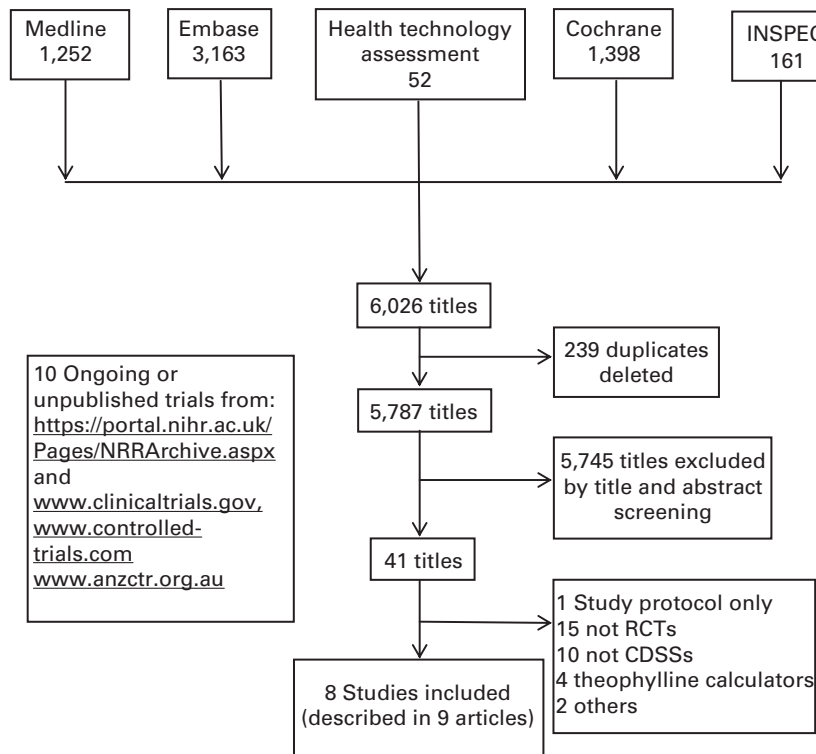 Medline
1,252
Embase
3,163
Health technology
assessment
52
Cochrane
1,398
INSPEC
161
6,026 titles
239 duplicates
deleted
10 Ongoing or
unpublished trials from:
https://portal.nihr.ac.uk/
Pages/NRRArchive.aspx
and
www.clinicaltrials.gov,
www.controlled-
trials.com
www.anzctr.org.au
5,787 titles
5,745 titles excluded
by title and abstract
screening
41 titles
1 Study protocol only
15 not RCTs
10 not CDSSs
4 theophylline calculators
2 others
8 Studies included
(described in 9 articles)